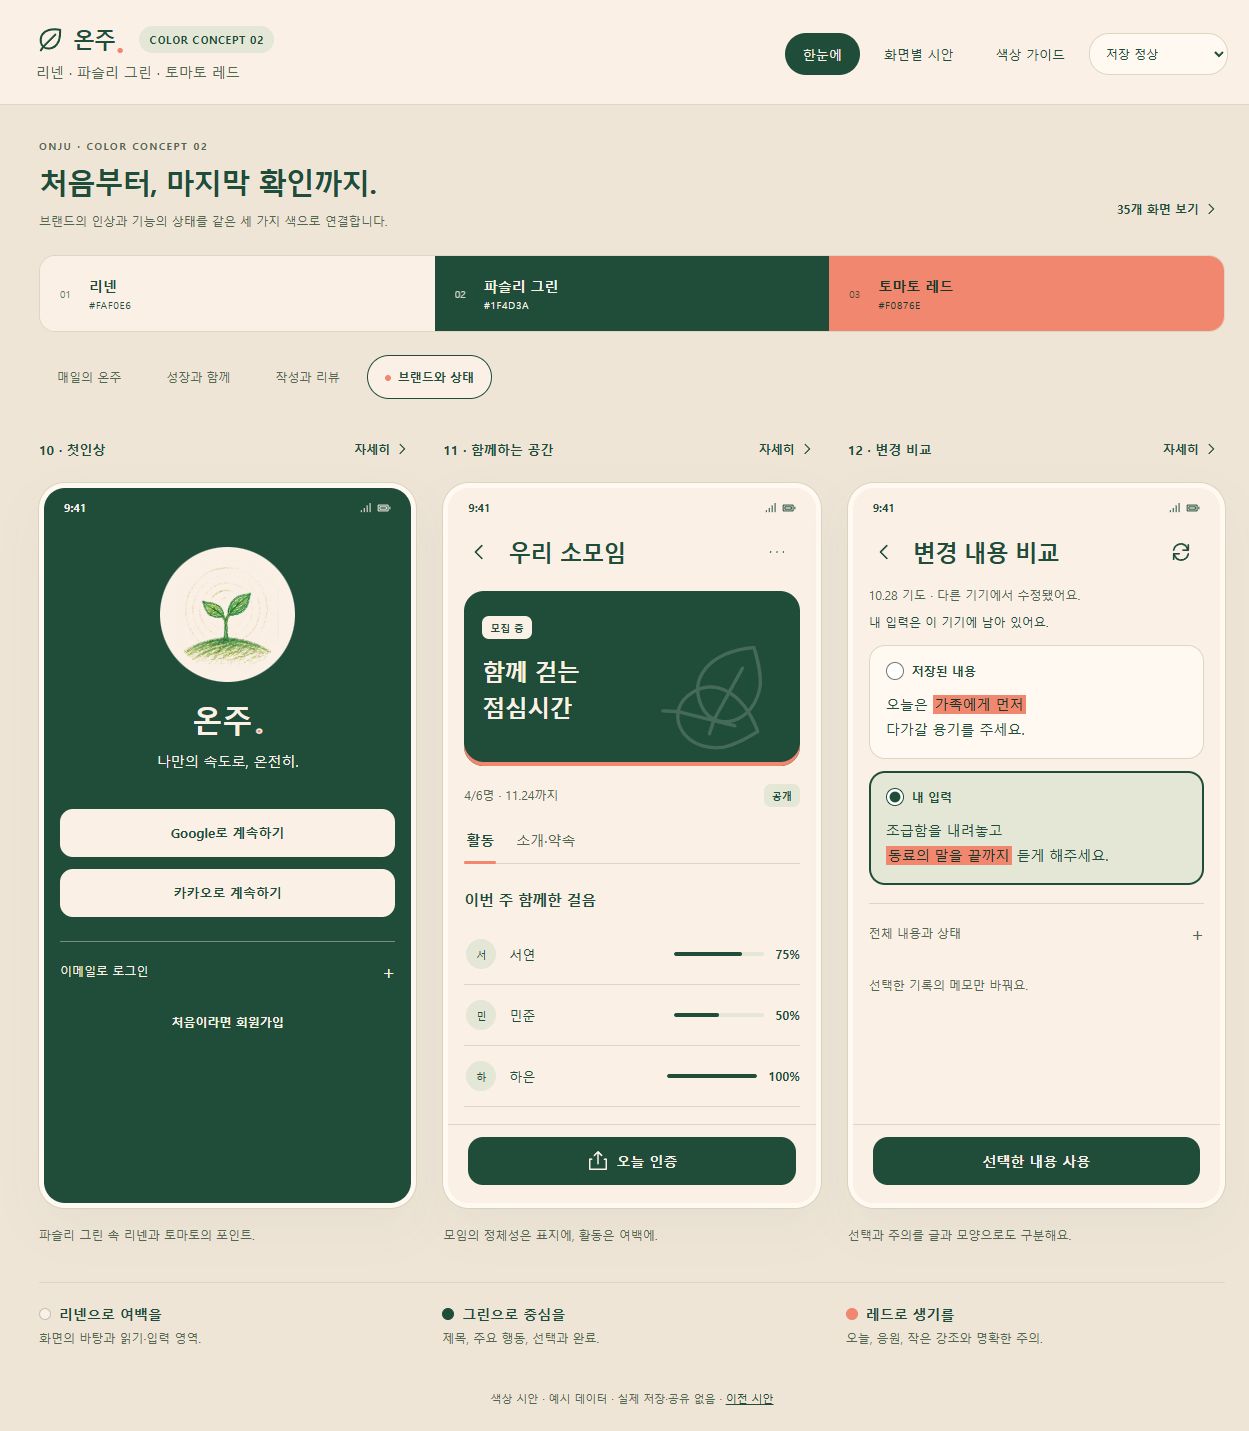 온주.
COLOR CONCEPT 02
리넨 · 파슬리 그린 · 토마토 레드
한눈에
화면별 시안
색상 가이드
저장 정상
ONJU · COLOR CONCEPT 02
처음부터, 마지막 확인까지.
브랜드의 인상과 기능의 상태를 같은 세 가지 색으로 연결합니다.
35개 화면 보기
01
리넨
#FAF0E6
02
파슬리 그린
#1F4D3A
03
토마토 레드
#F0876E
매일의 온주
성장과 함께
작성과 리뷰
브랜드와 상태
10 · 첫인상
자세히
9:41
온주.
나만의 속도로, 온전히.
Google로 계속하기
카카오로 계속하기
이메일로 로그인
+
처음이라면 회원가입
파슬리 그린 속 리넨과 토마토의 포인트.
11 · 함께하는 공간
자세히
9:41
우리 소모임
···
모집 중
함께 걷는
점심시간
4/6명 · 11.24까지
공개
활동
소개·약속
이번 주 함께한 걸음
서
서연
75%
민
민준
50%
하
하은
100%
오늘 인증
모임의 정체성은 표지에, 활동은 여백에.
12 · 변경 비교
자세히
9:41
변경 내용 비교
10.28 기도 · 다른 기기에서 수정됐어요.
내 입력은 이 기기에 남아 있어요.
저장된 내용
오늘은 가족에게 먼저
다가갈 용기를 주세요.
내 입력
조급함을 내려놓고
동료의 말을 끝까지 듣게 해주세요.
전체 내용과 상태
+
선택한 기록의 메모만 바꿔요.
선택한 내용 사용
선택과 주의를 글과 모양으로도 구분해요.
리넨으로 여백을
화면의 바탕과 읽기·입력 영역.
그린으로 중심을
제목, 주요 행동, 선택과 완료.
레드로 생기를
오늘, 응원, 작은 강조와 명확한 주의.
색상 시안 · 예시 데이터 · 실제 저장·공유 없음 · 이전 시안